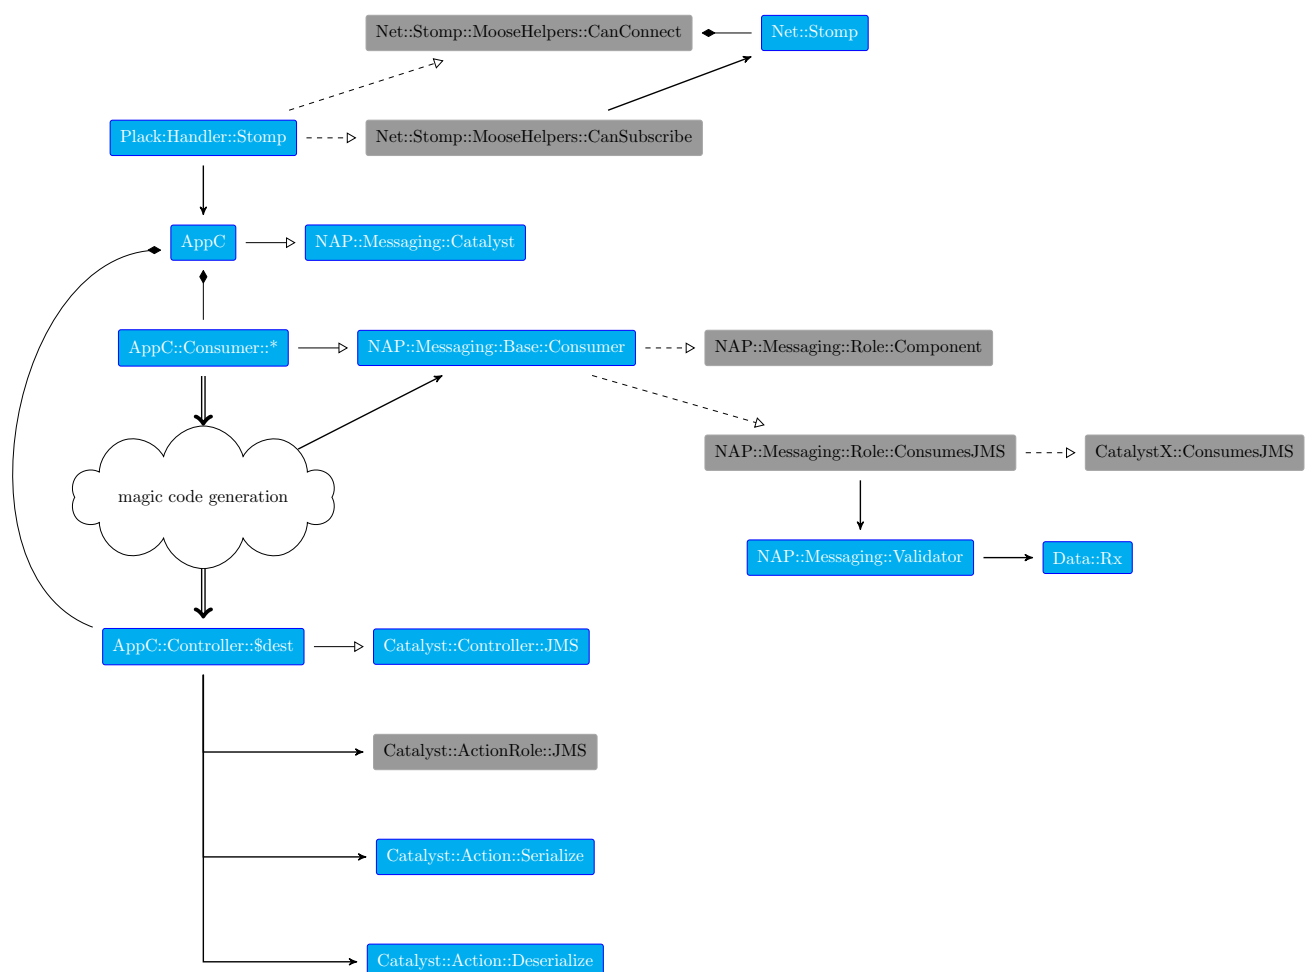 Net::Stomp::MooseHelpers::CanConnect
Net::Stomp
Plack:Handler::Stomp
Net::Stomp::MooseHelpers::CanSubscribe
AppC
NAP::Messaging::Catalyst
AppC::Consumer::*
NAP::Messaging::Base::Consumer
NAP::Messaging::Role::Component
NAP::Messaging::Role::ConsumesJMS
CatalystX::ConsumesJMS
magic code generation
NAP::Messaging::Validator
Data::Rx
AppC::Controller::$dest
Catalyst::Controller::JMS
Catalyst::ActionRole::JMS
Catalyst::Action::Serialize
Catalyst::Action::Deserialize